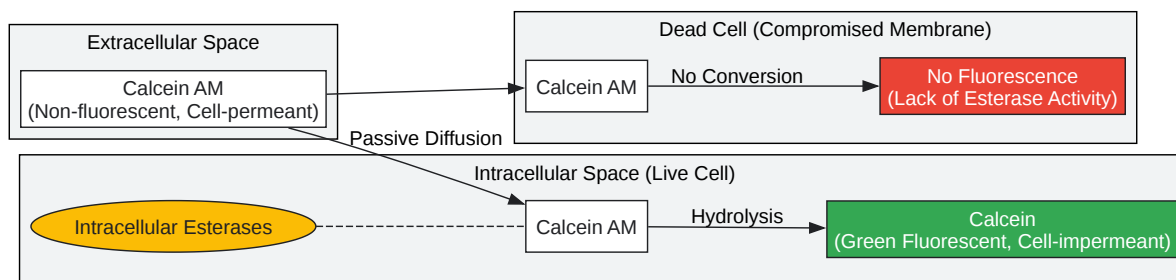 Extracellular Space
Calcein AM
(Non-fluorescent, Cell-permeant)
Dead Cell (Compromised Membrane)
Calcein AM
No Conversion
No Fluorescence
(Lack of Esterase Activity)
Passive Diffusion
Intracellular Space (Live Cell)
Intracellular Esterases
Calcein AM
Hydrolysis
Calcein
(Green Fluorescent, Cell-impermeant)